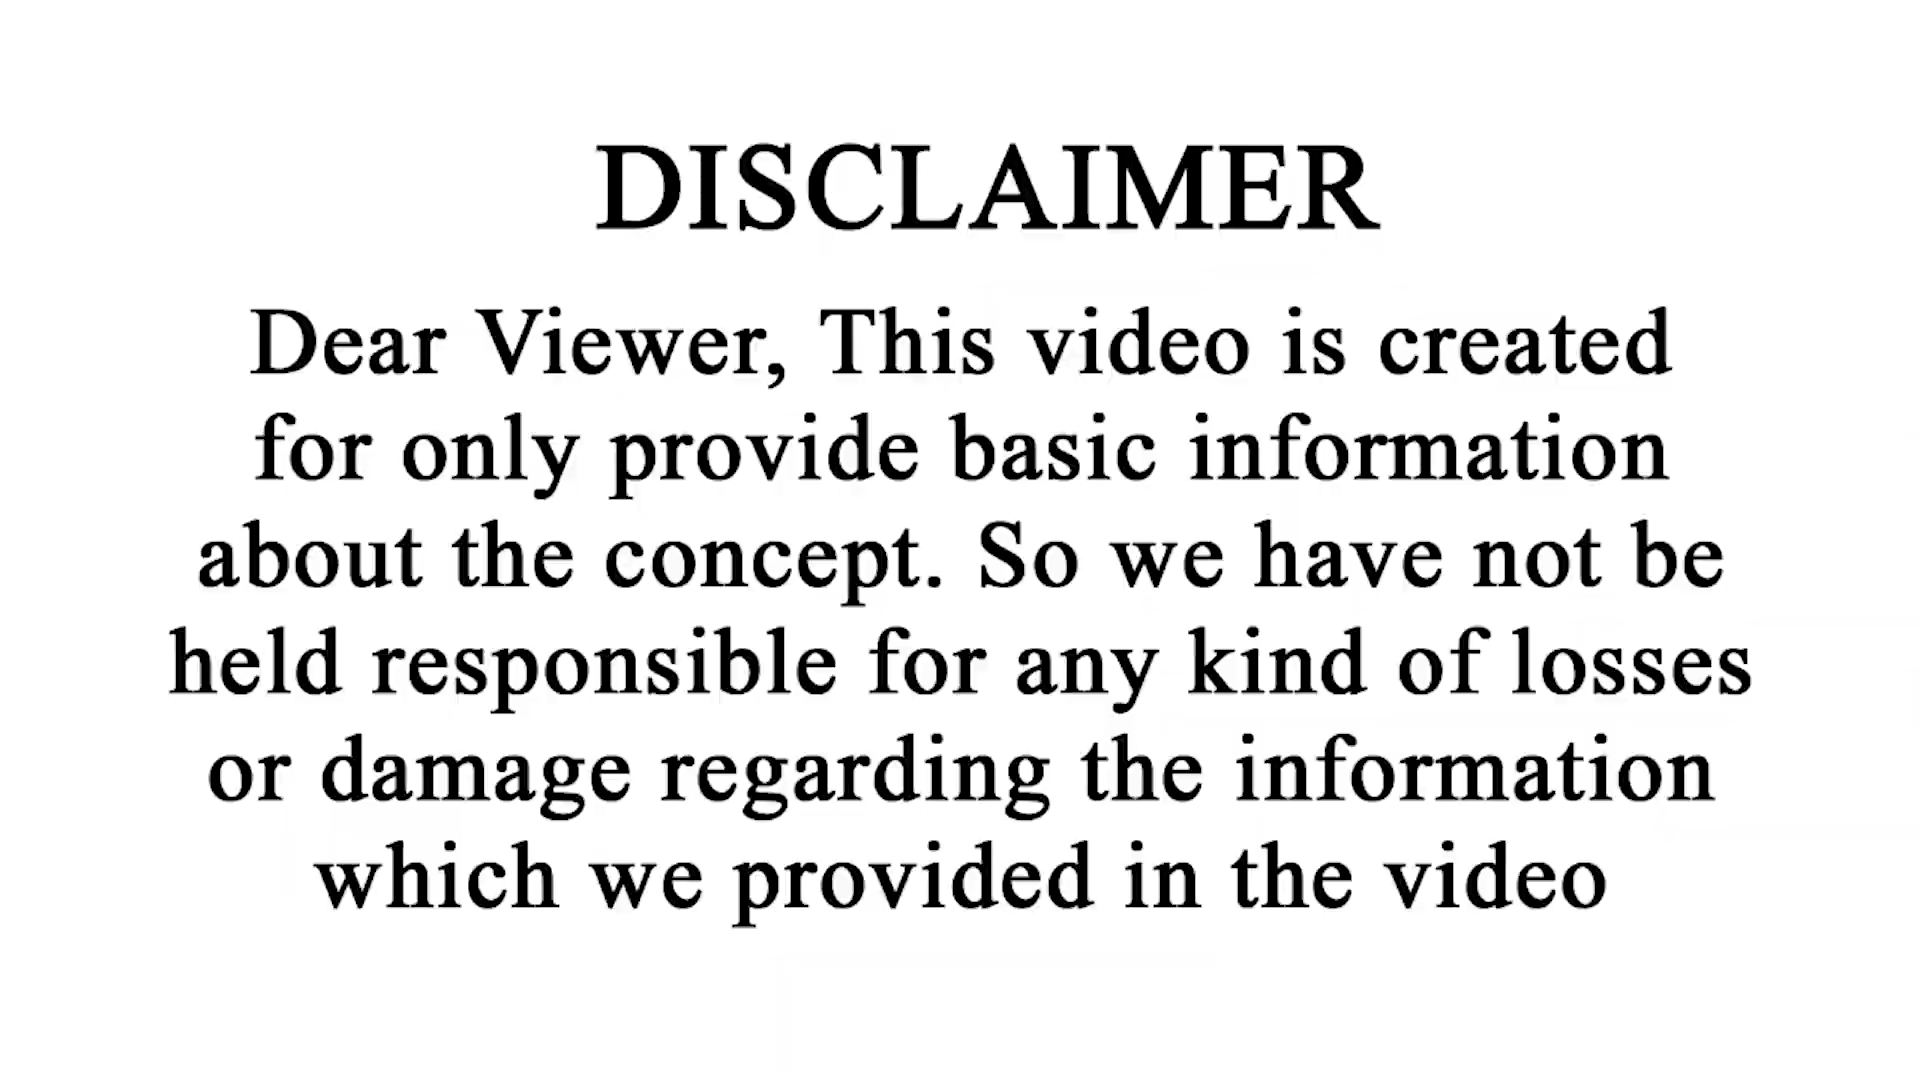 DISCLAIMER
Dear Viewer, This video is created
for only provide basic information
about the concept. So we have not be
held responsible for any kind of losses
or damage regarding the information
which we provided in the video